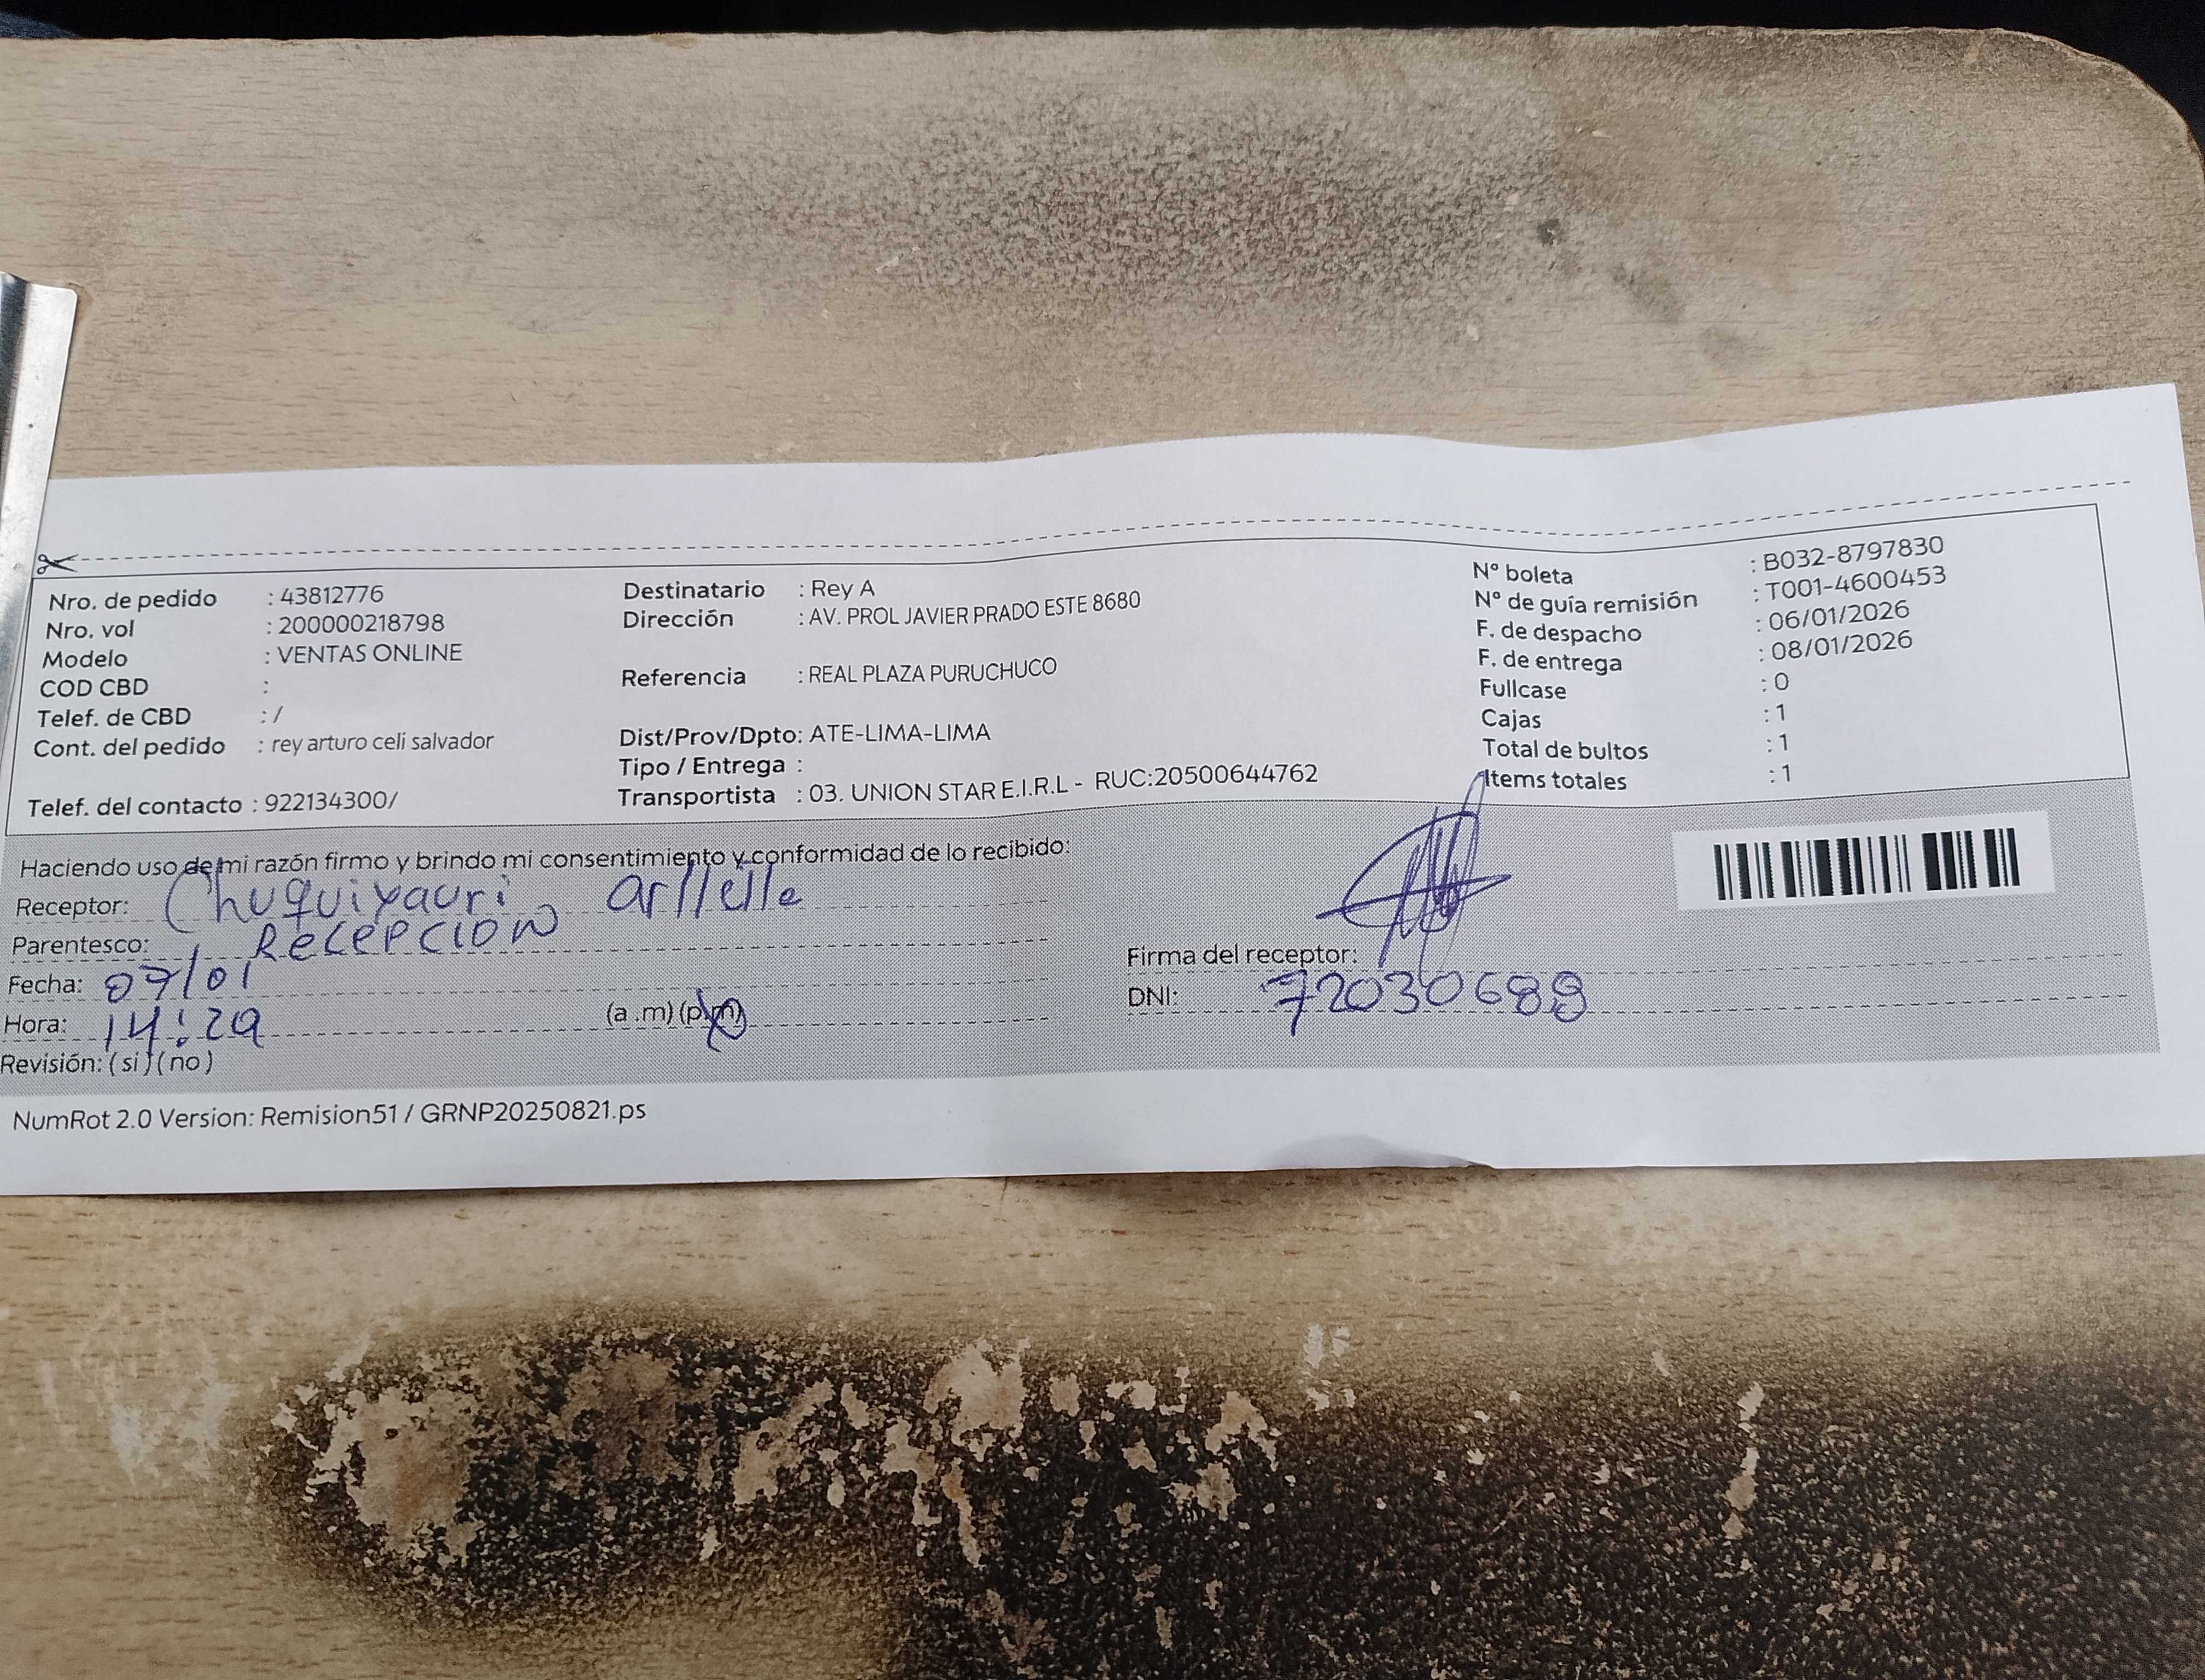 Nro. de pedido : 43812776
Nro. vol : 200000218798
Modelo : VENTAS ONLINE
COD CBD :
Telef. de CBD : /
Cont. del pedido : rey arturo celi salvador
Telef. del contacto : 922134300/
Destinatario : Rey A
Dirección : AV. PROL JAVIER PRADO ESTE 8680
Referencia : REAL PLAZA PURUCHUCO
Dist/Prov/Dpto: ATE-LIMA-LIMA
Tipo / Entrega :
Transportista : 03. UNION STAR E.I.R.L - RUC:20500644762
N° boleta : B032-8797830
N° de guía remisión : T001-4600453
F. de despacho : 06/01/2026
F. de entrega : 08/01/2026
Fullcase : 0
Cajas : 1
Total de bultos : 1
Items totales : 1
Haciendo uso de mi razón firmo y brindo mi consentimiento y conformidad de lo recibido:
Receptor: Chuquiyauri
Parentesco: RECEPCION
Fecha: 07/01
Hora: 14:29 (a .m) (p.m)
Revisión: ( si ) ( no )
Firma del receptor:
DNI:
NumRot 2.0 Version: Remision51 / GRNP20250821.ps